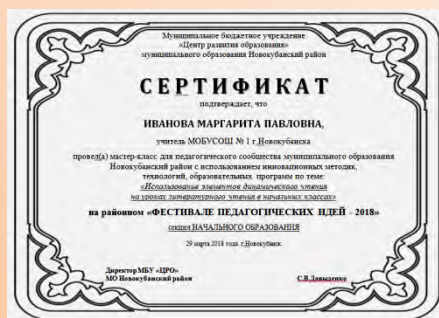 Муниципальное бюджетное учреждение
«Центр развития образования»
муниципального образования Новокубанский район
СЕРТИФИКАТ
подтверждает, что
ИВАНОВА МАРГАРИТА ПАВЛОВНА,
учитель МОБУСОШ № 1 г.Новокубанска
провел(а) мастер-класс для педагогического сообщества муниципального образования
Новокубанский район с использованием инновационных методик,
технологий, образовательных программ по теме:
«Использование элементов динамического чтения
на уроках литературного чтения в начальных классах»
на районном «ФЕСТИВАЛЕ ПЕДАГОГИЧЕСКИХ ИДЕЙ - 2018»
секция НАЧАЛЬНОГО ОБРАЗОВАНИЯ
29 марта 2018 года г.Новокубанск
Директор МБУ «ЦРО»
МО Новокубанский район С.В.Давыденко